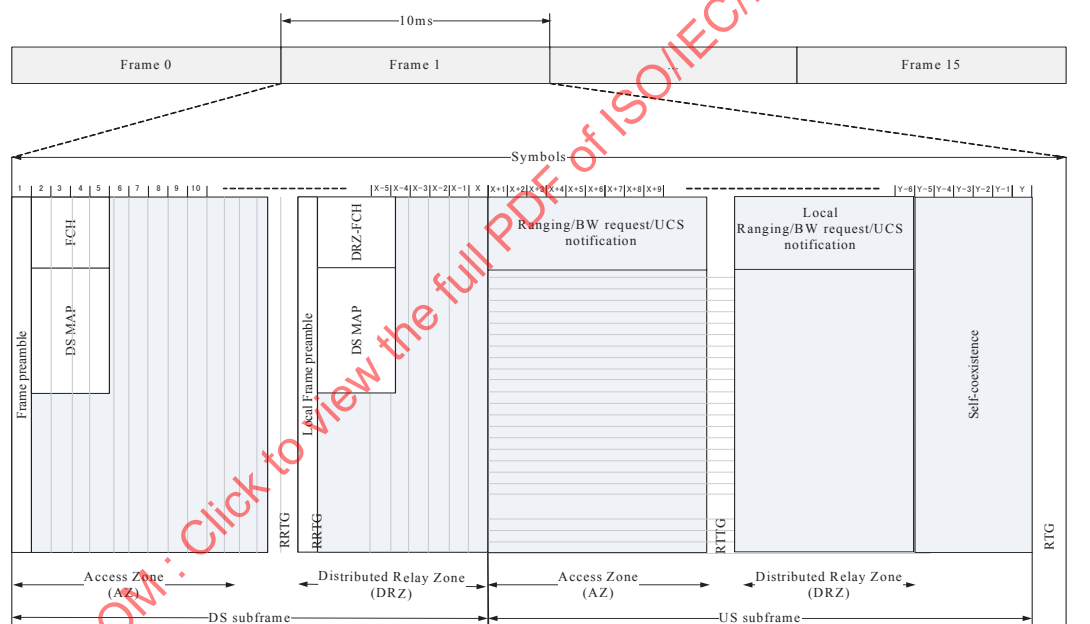 10ms
Frame 0
Frame 1
...
Frame 15
Symbols
1 2 3 4 5 6 7 8 9 10
X-5 X-4 X-3 X-2 X-1 X X+1 X+2 X+3 X+4 X+5 X+6 X+7 X+8 X+9
Y-6 Y-5 Y-4 Y-3 Y-2 Y-1 Y
Frame preamble
FCH
DS-MAP
RRTG
Local Frame preamble
RRTG
DRZ-FCH
DS MAP
Ranging/BW request/UCS
notification
RTTG
Local
Ranging/BW request/UCS
notification
Self-coexistence
RTG
Access Zone
(AZ)
Distributed Relay Zone
(DRZ)
Access Zone
(AZ)
Distributed Relay Zone
(DRZ)
DS subframe
US subframe
OM : Click to view the full PDF of ISO/IEC/